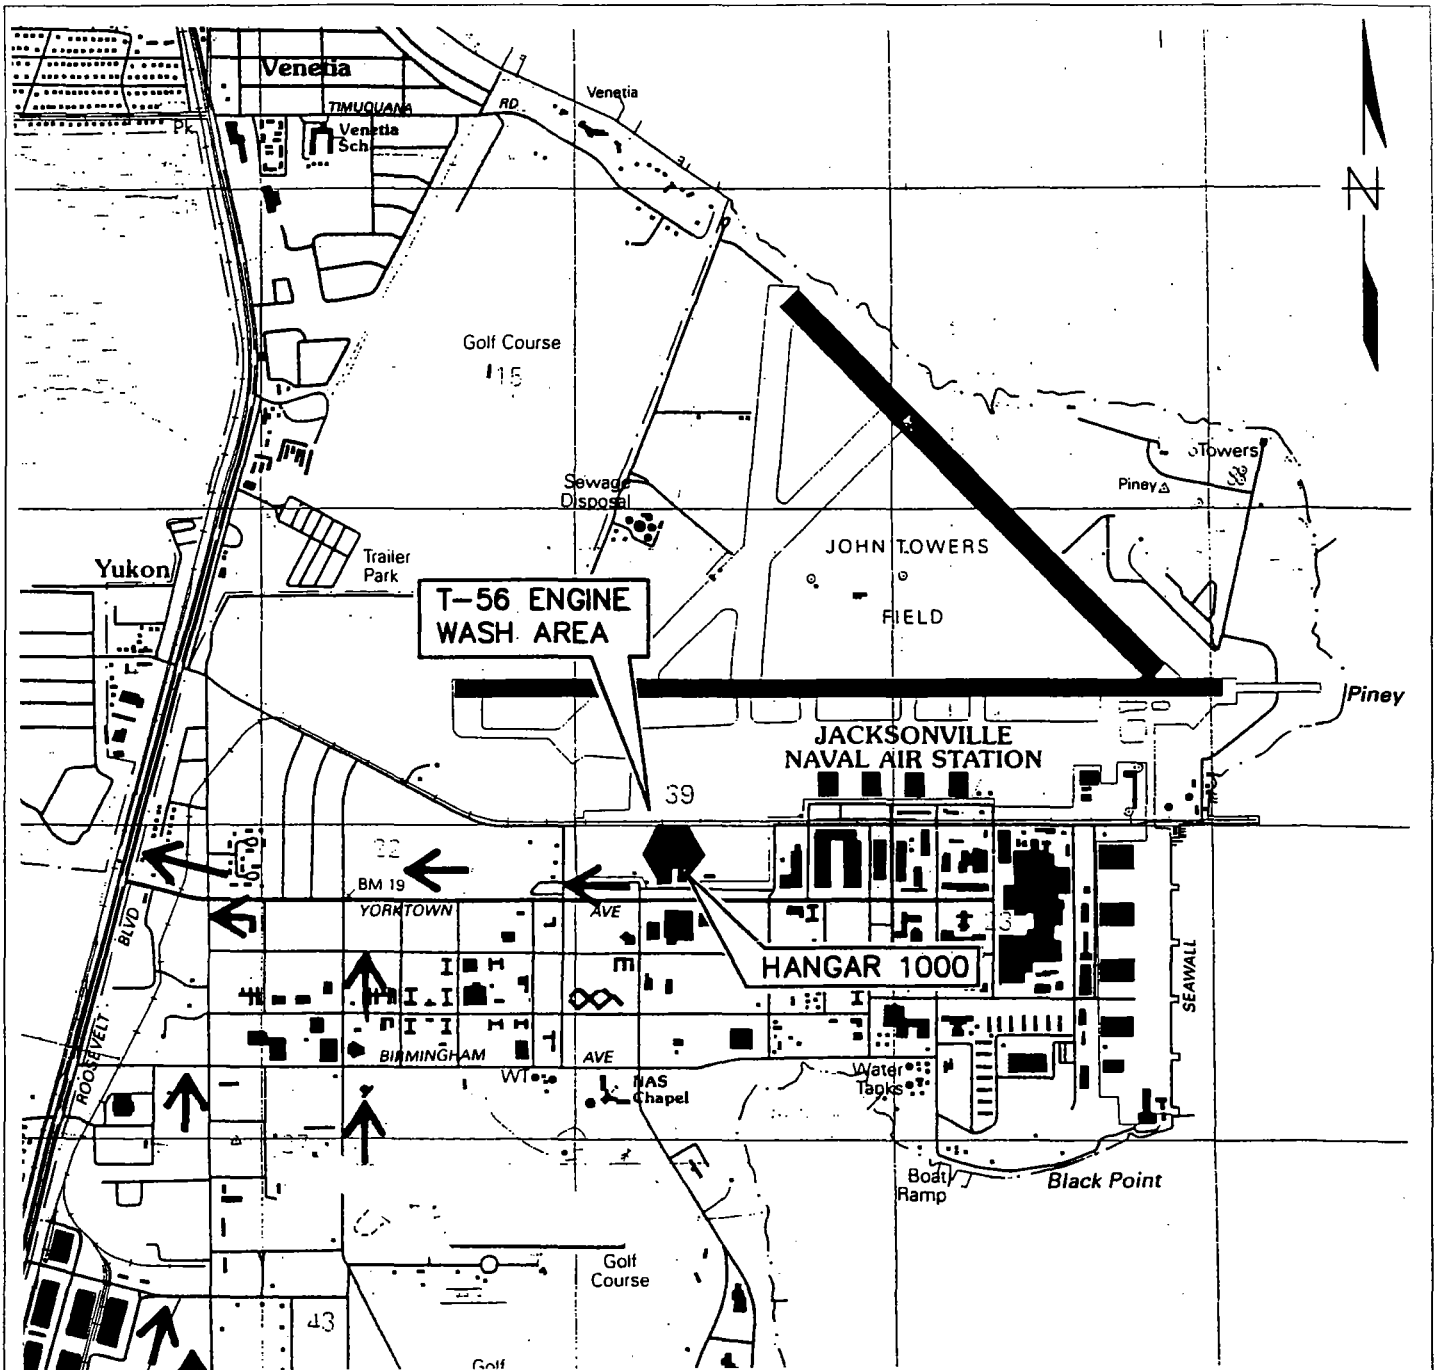 Venetia
TIMUQUANA
RD
Venetia
Pk
Venetia
Sch
N
Golf Course
15
Towers
Piney
Sewage
Disposal
JOHN TOWERS
FIELD
Yukon
Trailer
Park
T-56 ENGINE
WASH AREA
Piney
JACKSONVILLE
NAVAL AIR STATION
39
BM 19
YORKTOWN
AVE
BLVD
23
HANGAR 1000
SEAWALL
ROOSEVELT
BIRMINGHAM
AVE
WT
NAS
Chapel
Water
Tanks
Boat
Ramp
Black Point
Golf
Course
43
Golf